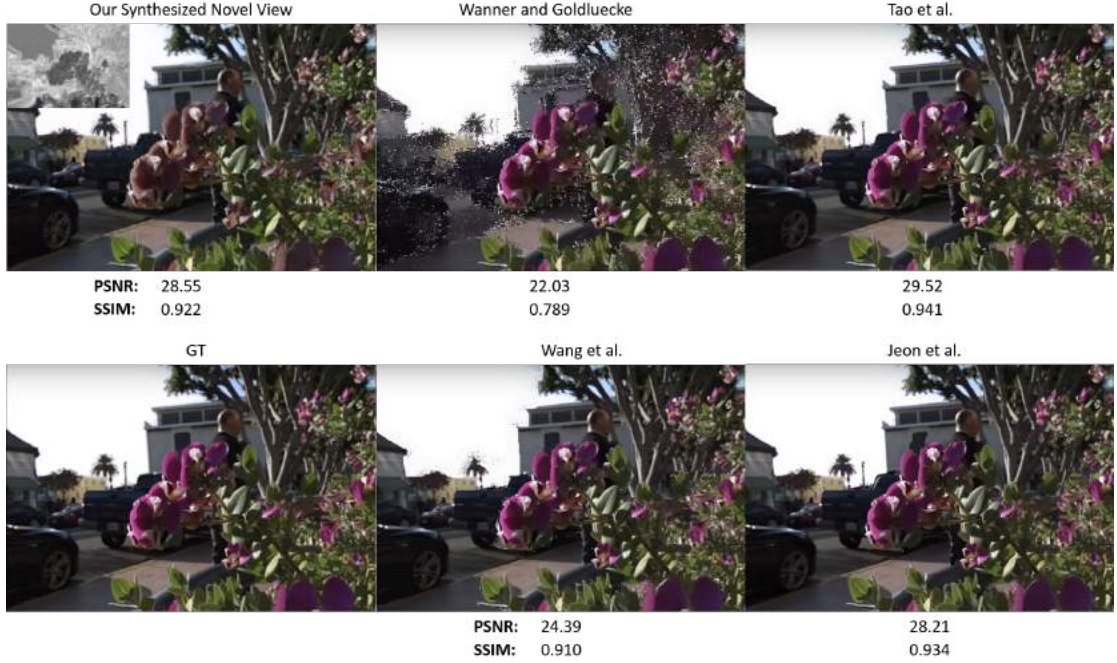 Our Synthesized Novel View Wanner and Goldluecke Tao et al.
PSNR: 28.55 22.03 29.52
SSIM: 0.922 0.789 0.941
GT Wang et al. Jeon et al.
PSNR: 24.39 28.21
SSIM: 0.910 0.934